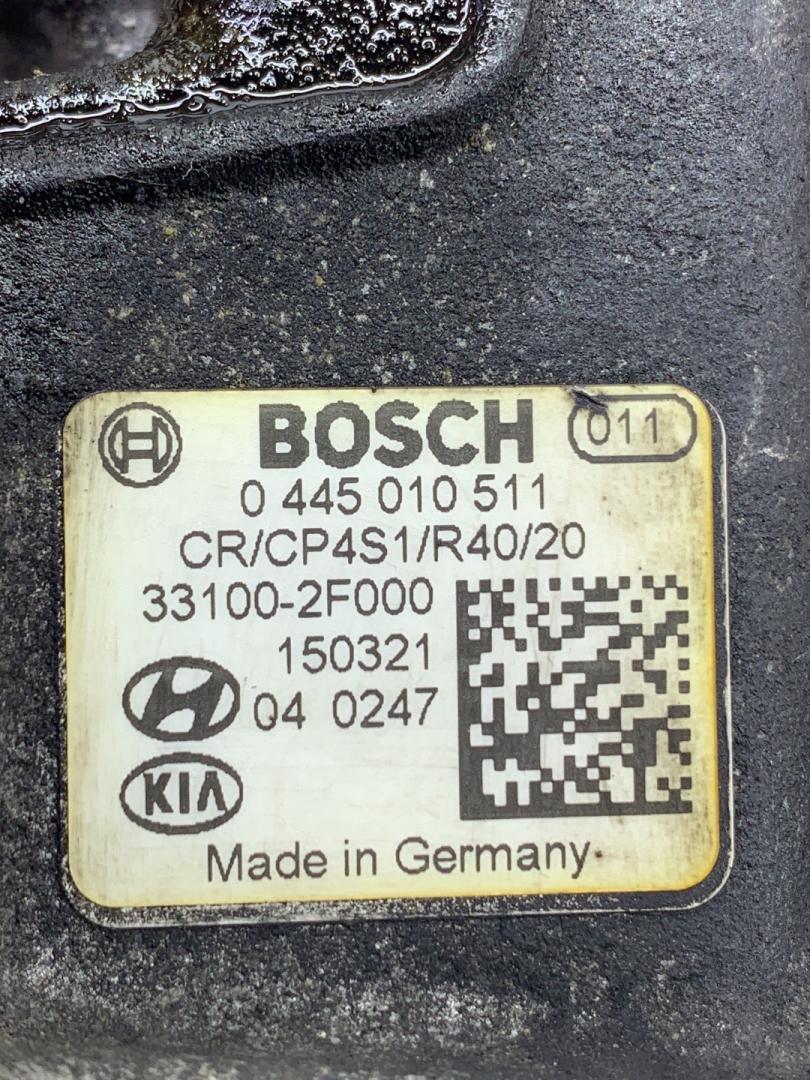 BOSCH 011
0 445 010 511
CR/CP4S1/R40/20
33100-2F000
150321
04 0247
KIA
Made in Germany